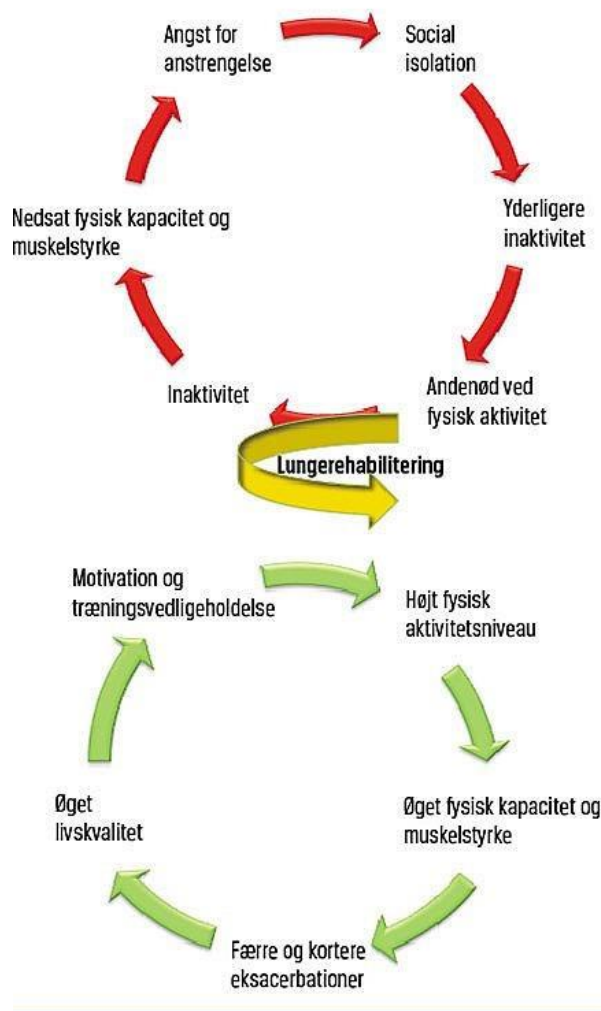 Angst for
anstrengelse
Social
isolation
Yderligere
inaktivitet
Nedsat fysisk kapacitet og
muskelstyrke
Andenød ved
fysisk aktivitet
Inaktivitet
Lungerehabilitering
Motivation og
træningsvedligeholdelse
Højt fysisk
aktivitetsniveau
Øget fysisk kapacitet og
muskelstyrke
Øget
livskvalitet
Færre og kortere
eksacerbationer